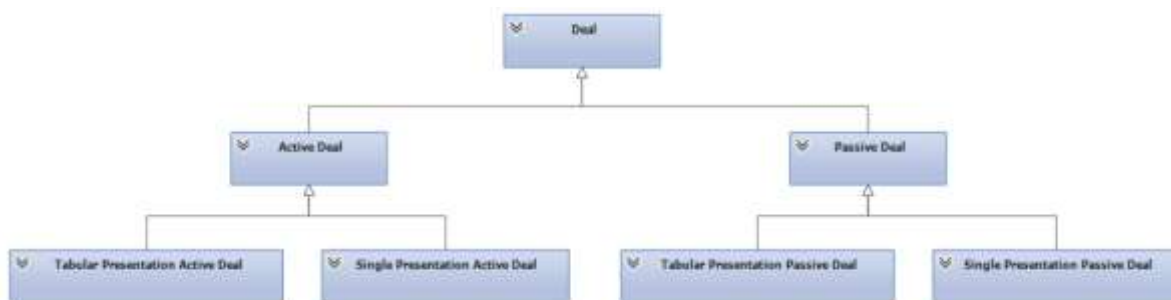 Deal
Active Deal
Passive Deal
Tabular Presentation Active Deal
Single Presentation Active Deal
Tabular Presentation Passive Deal
Single Presentation Passive Deal